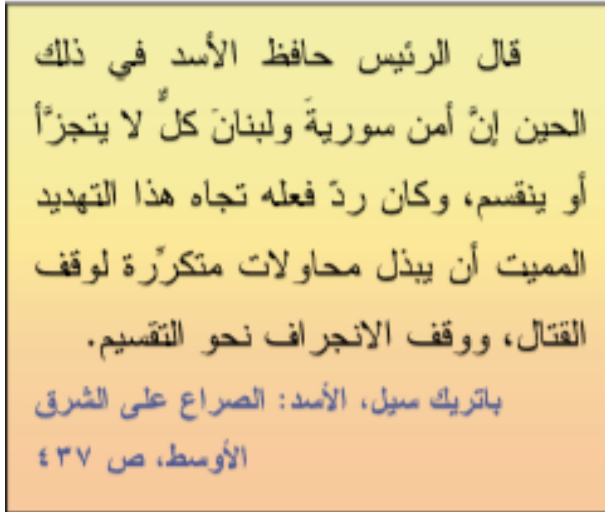 قال الرئيس حافظ الأسد في ذلك
الحين إنَّ أمن سوريةَ ولبنانَ كلٌّ لا يتجزَّأ
أو ينقسم، وكان ردّ فعله تجاه هذا التهديد
المميت أن يبذل محاولات متكرِّرة لوقف
القتال، ووقف الانجراف نحو التقسيم.
باتريك سيل، الأسد: الصراع على الشرق
الأوسط، ص ٤٣٧